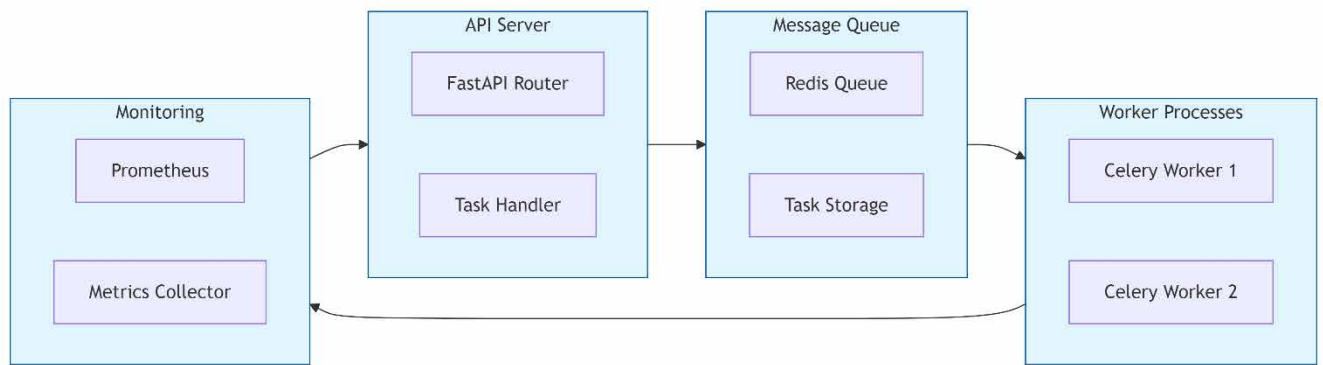 Monitoring
Prometheus
Metrics Collector
API Server
FastAPI Router
Task Handler
Message Queue
Redis Queue
Task Storage
Worker Processes
Celery Worker 1
Celery Worker 2